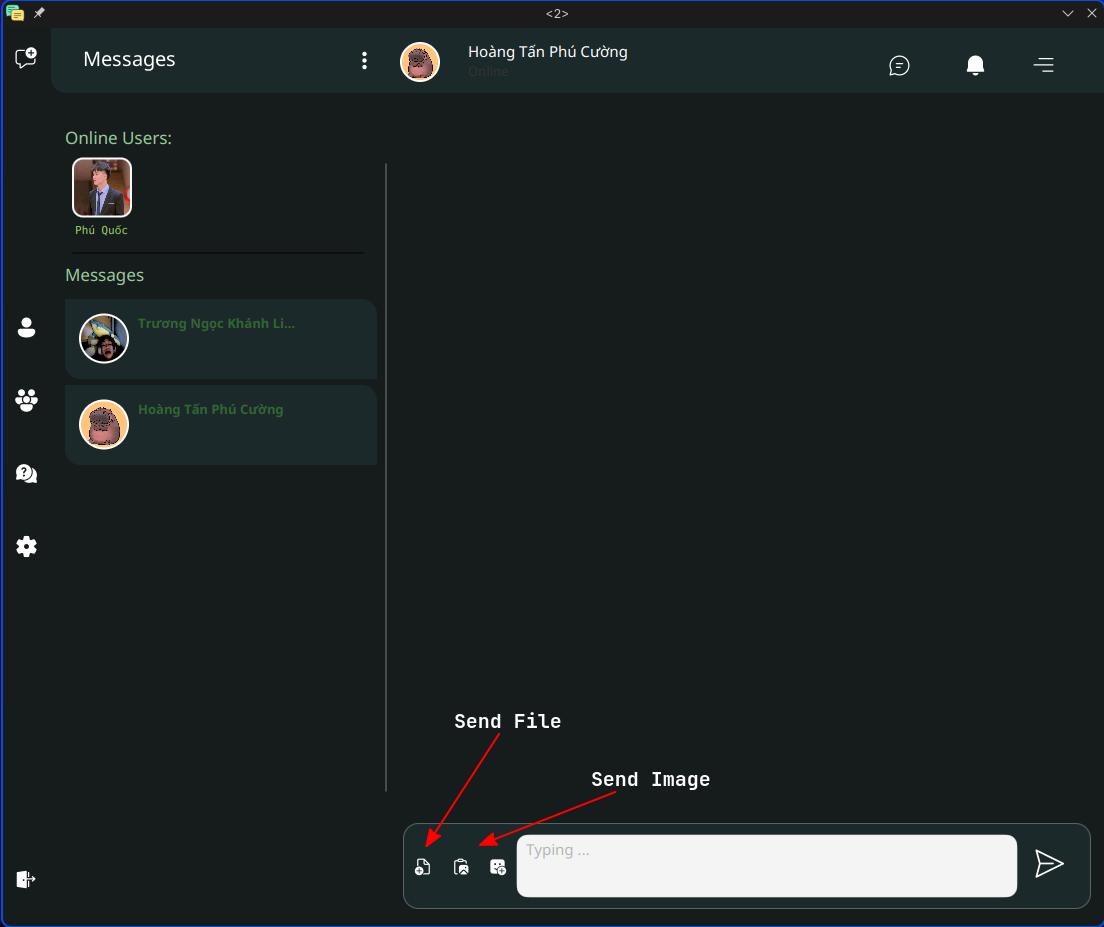 <2>
Messages
Hoàng Tấn Phú Cường
Online
Online Users:
Phú Quốc
Messages
Trương Ngọc Khánh Li...
Hoàng Tấn Phú Cường
Send File
Send Image
Typing ...